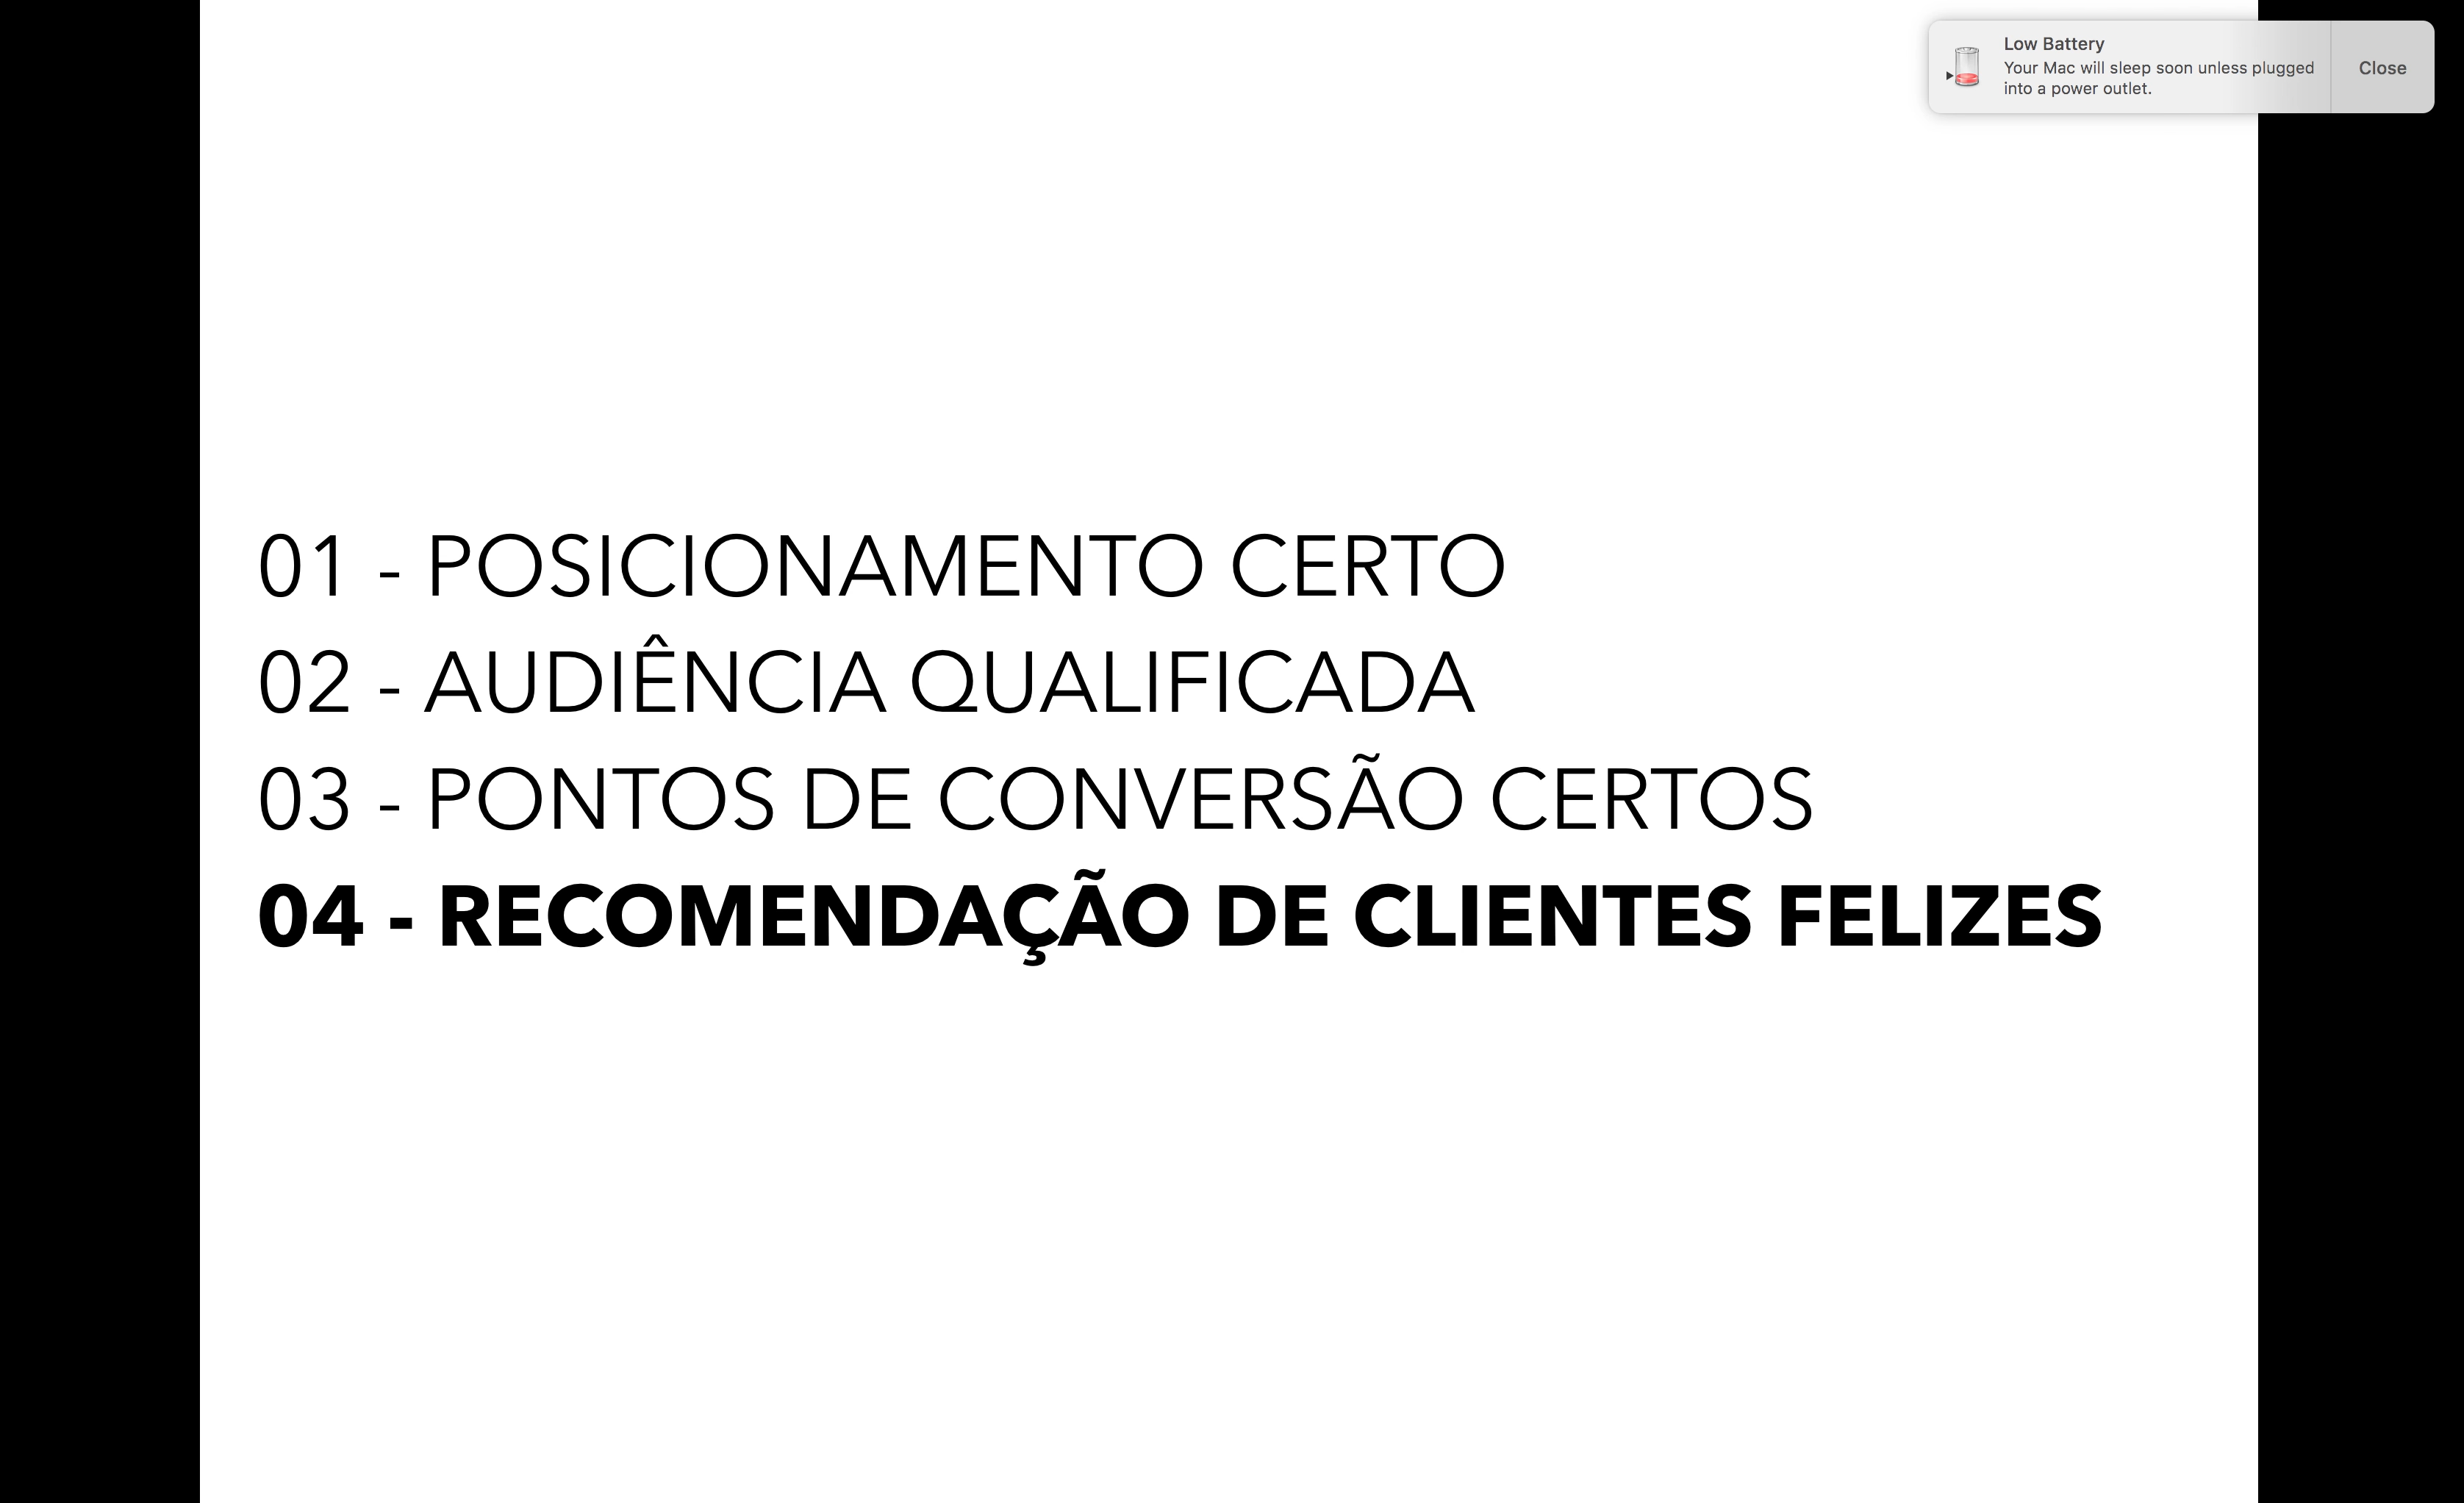 Low Battery
Your Mac will sleep soon unless plugged
into a power outlet.
Close
01 - POSICIONAMENTO CERTO
02 - AUDIÊNCIA QUALIFICADA
03 - PONTOS DE CONVERSÃO CERTOS
04 - RECOMENDAÇÃO DE CLIENTES FELIZES